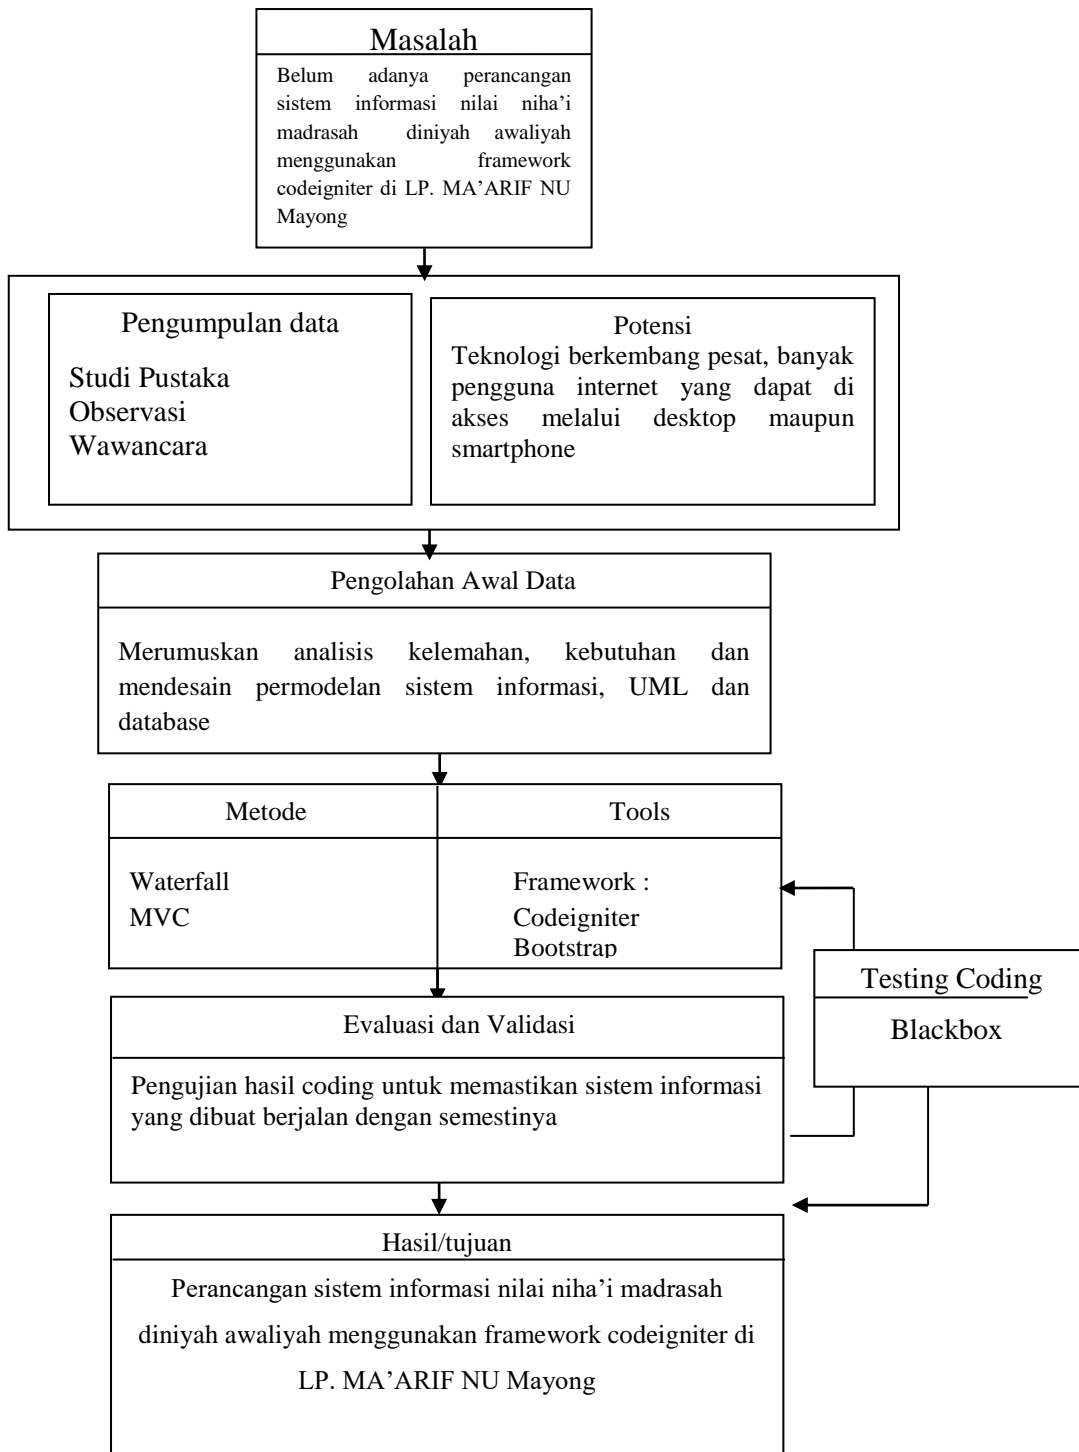 Masalah
Belum adanya perancangan
sistem informasi nilai niha’i
madrasah diniyah awaliyah
menggunakan framework
codeigniter di LP. MA’ARIF NU
Mayong
Pengumpulan data
Studi Pustaka
Observasi
Wawancara
Potensi
Teknologi berkembang pesat, banyak
pengguna internet yang dapat di
akses melalui desktop maupun
smartphone
Pengolahan Awal Data
Merumuskan analisis kelemahan, kebutuhan dan
mendesain permodelan sistem informasi, UML dan
database
Metode
Waterfall
MVC
Tools
Framework :
Codeigniter
Bootstrap
Testing Coding
Blackbox
Evaluasi dan Validasi
Pengujian hasil coding untuk memastikan sistem informasi
yang dibuat berjalan dengan semestinya
Hasil/tujuan
Perancangan sistem informasi nilai niha’i madrasah
diniyah awaliyah menggunakan framework codeigniter di
LP. MA’ARIF NU Mayong